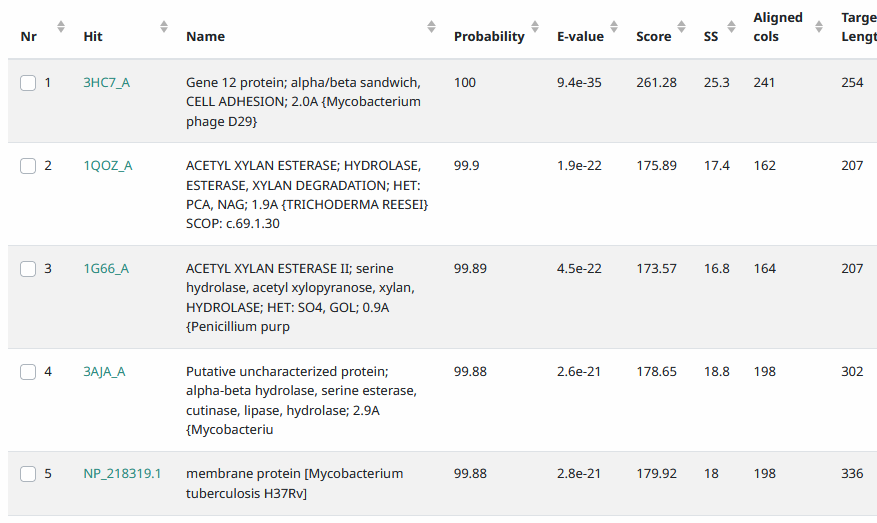 Nr Hit Name Probability E-value Score SS Aligned cols Targe Lengt
1 3HC7_A Gene 12 protein; alpha/beta sandwich, 100 9.4e-35 261.28 25.3 241 254
CELL ADHESION; 2.0A {Mycobacterium
phage D29}
2 1QOZ_A ACETYL XYLAN ESTERASE; HYDROLASE, 99.9 1.9e-22 175.89 17.4 162 207
ESTERASE, XYLAN DEGRADATION; HET:
PCA, NAG; 1.9A {TRICHODERMA REESEI}
SCOP: c.69.1.30
3 1G66_A ACETYL XYLAN ESTERASE II; serine 99.89 4.5e-22 173.57 16.8 164 207
hydrolase, acetyl xylopyranose, xylan,
HYDROLASE; HET: SO4, GOL; 0.9A
{Penicillium purp
4 3AJA_A Putative uncharacterized protein; 99.88 2.6e-21 178.65 18.8 198 302
alpha-beta hydrolase, serine esterase,
cutinase, lipase, hydrolase; 2.9A
{Mycobacteriu
5 NP_218319.1 membrane protein [Mycobacterium 99.88 2.8e-21 179.92 18 198 336
tuberculosis H37Rv]